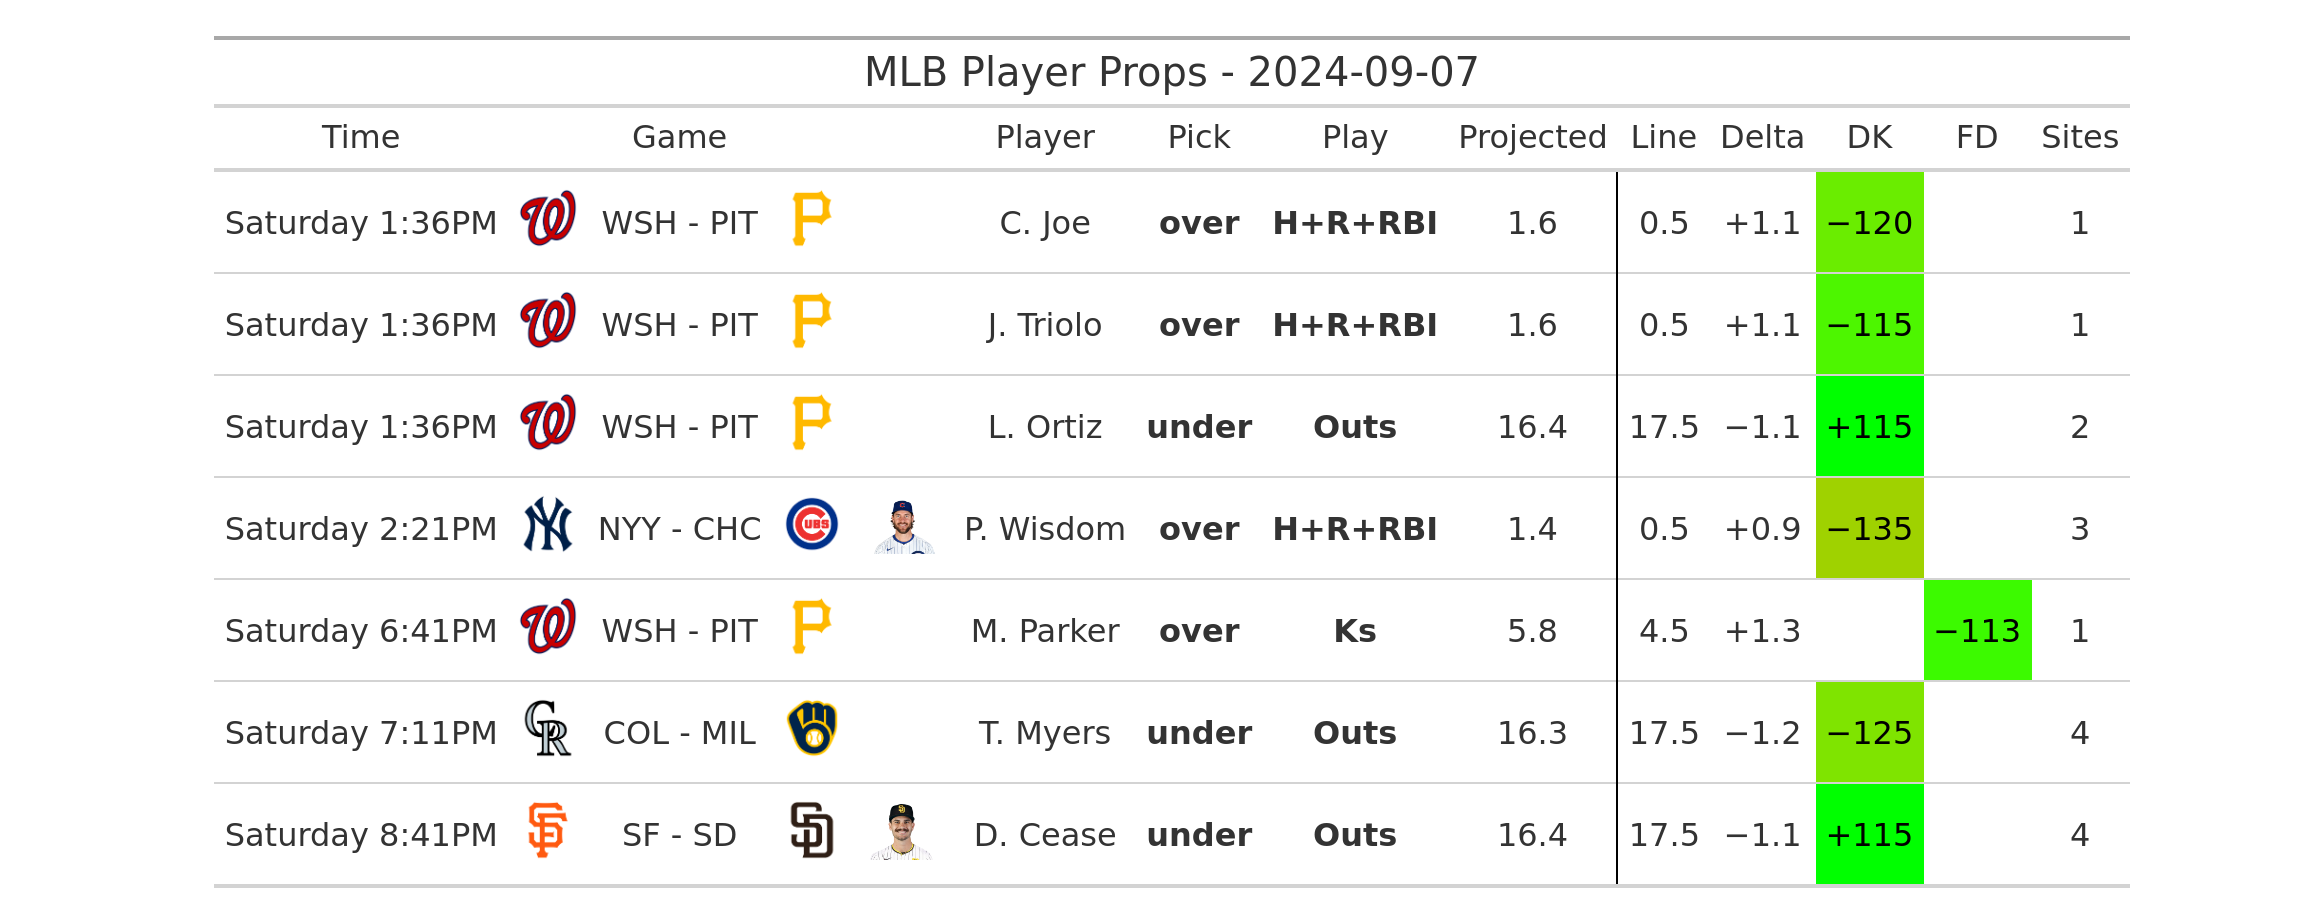 MLB Player Props - 2024-09-07
Time Game Player Pick Play Projected Line Delta DK FD Sites
Saturday 1:36PM W WSH - PIT P C. Joe over H+R+RBI 1.6 0.5 +1.1 −120 1
Saturday 1:36PM W WSH - PIT P J. Triolo over H+R+RBI 1.6 0.5 +1.1 −115 1
Saturday 1:36PM W WSH - PIT P L. Ortiz under Outs 16.4 17.5 −1.1 +115 2
Saturday 2:21PM NY NYY - CHC CUBS P. Wisdom over H+R+RBI 1.4 0.5 +0.9 −135 3
Saturday 6:41PM W WSH - PIT P M. Parker over Ks 5.8 4.5 +1.3 −113 1
Saturday 7:11PM CR COL - MIL T. Myers under Outs 16.3 17.5 −1.2 −125 4
Saturday 8:41PM SF SF - SD SD D. Cease under Outs 16.4 17.5 −1.1 +115 4